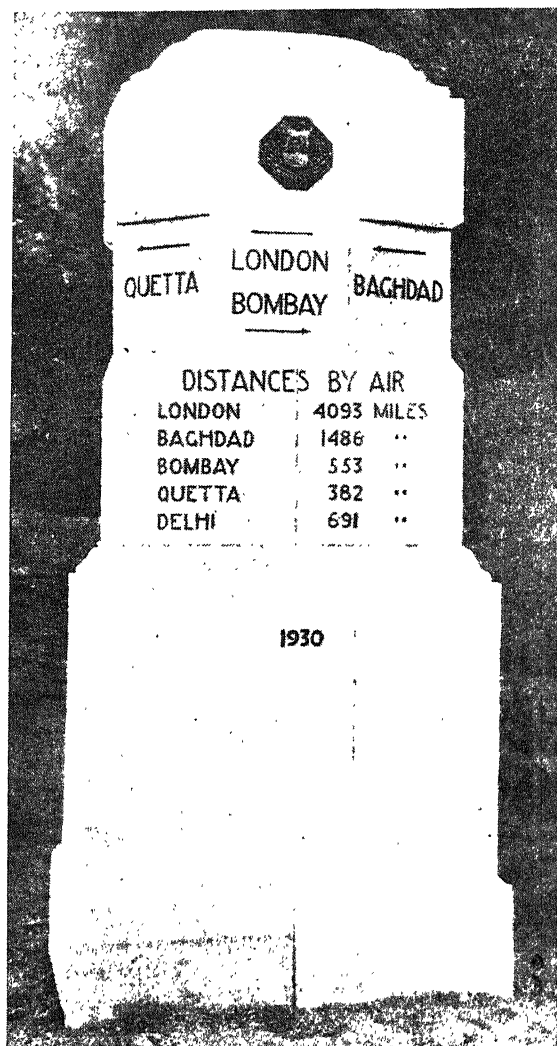 QUETTA
LONDON
BOMBAY
BAGHDAD
DISTANCES BY AIR
LONDON 4093 MILES
BAGHDAD 1486 "
BOMBAY 553 "
QUETTA 382 "
DELHI 691 "
1930